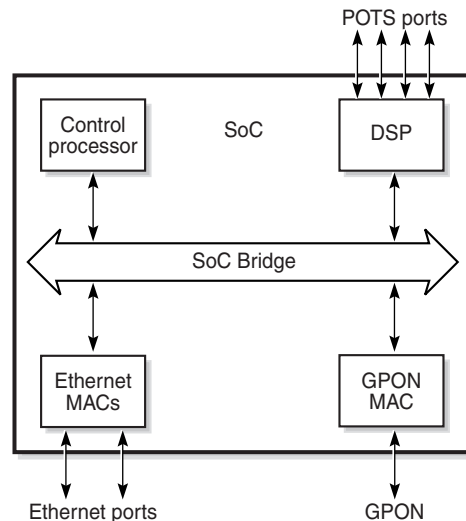 POTS ports
Control
processor
SoC
DSP
SoC Bridge
Ethernet
MACs
GPON
MAC
Ethernet ports
GPON